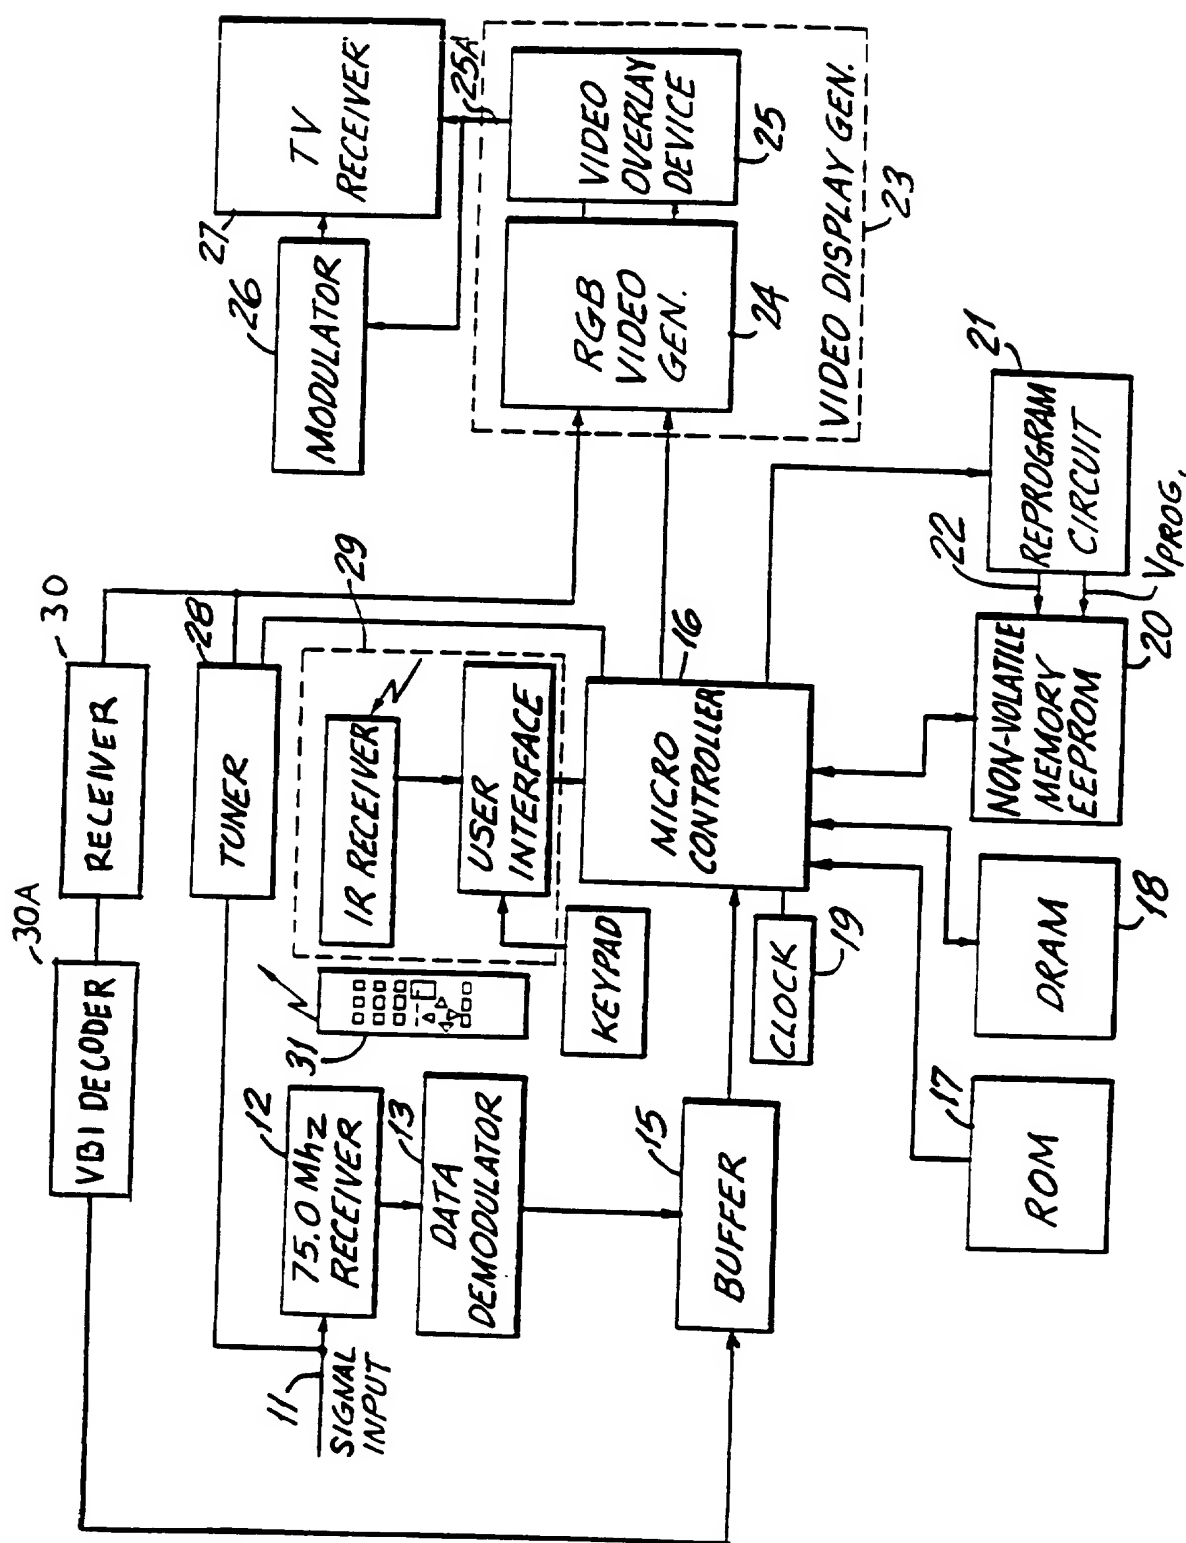 30A
VBI DECODER
30
RECEIVER
28
TUNER
11
SIGNAL
INPUT
12
75.0 Mhz
RECEIVER
13
DATA
DEMODULATOR
31
29
IR RECEIVER
USER
INTERFACE
KEYPAD
15
BUFFER
CLOCK
19
16
MICRO
CONTROLLER
17
ROM
DRAM
18
NON-VOLATILE
MEMORY
EEPROM
20
22
VPROG.
21
REPROGRAM
CIRCUIT
26
MODULATOR
27
TV
RECEIVER
25A
RGB
VIDEO
GEN.
24
VIDEO
OVERLAY
DEVICE
25
VIDEO DISPLAY GEN.
23